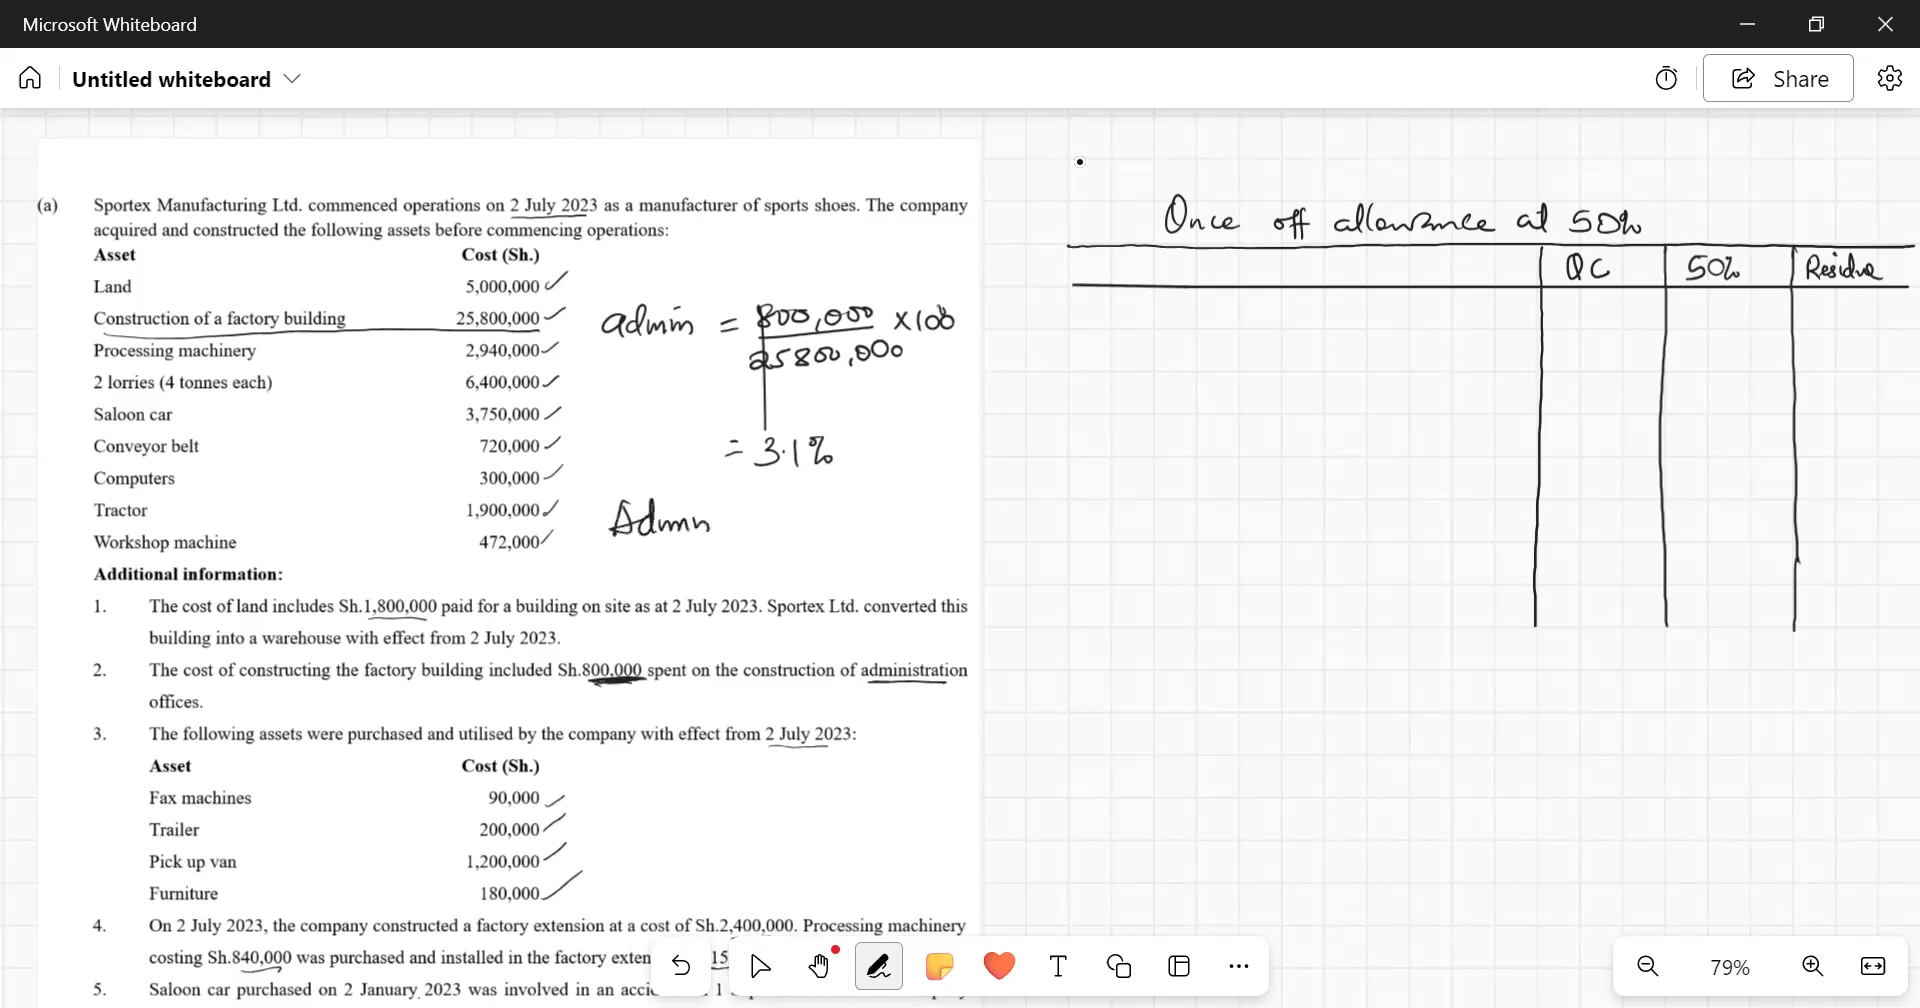 Microsoft Whiteboard
Untitled whiteboard
Share
(a) Sportex Manufacturing Ltd. commenced operations on 2 July 2023 as a manufacturer of sports shoes. The company
acquired and constructed the following assets before commencing operations:
Asset Cost (Sh.)
Land 5,000,000
Construction of a factory building 25,800,000
Processing machinery 2,940,000
2 lorries (4 tonnes each) 6,400,000
Saloon car 3,750,000
Conveyor belt 720,000
Computers 300,000
Tractor 1,900,000
Workshop machine 472,000
admin = 800,000 x100
25800,000
= 3.1%
Admn
Additional information:
1. The cost of land includes Sh.1,800,000 paid for a building on site as at 2 July 2023. Sportex Ltd. converted this
building into a warehouse with effect from 2 July 2023.
2. The cost of constructing the factory building included Sh.800,000 spent on the construction of administration
offices.
3. The following assets were purchased and utilised by the company with effect from 2 July 2023:
Asset Cost (Sh.)
Fax machines 90,000
Trailer 200,000
Pick up van 1,200,000
Furniture 180,000
4. On 2 July 2023, the company constructed a factory extension at a cost of Sh.2,400,000. Processing machinery
costing Sh.840,000 was purchased and installed in the factory exten 15
5. Saloon car purchased on 2 January 2023 was involved in an acci 1
Once off allowance at 50%
QC 50% Residue
T
79%